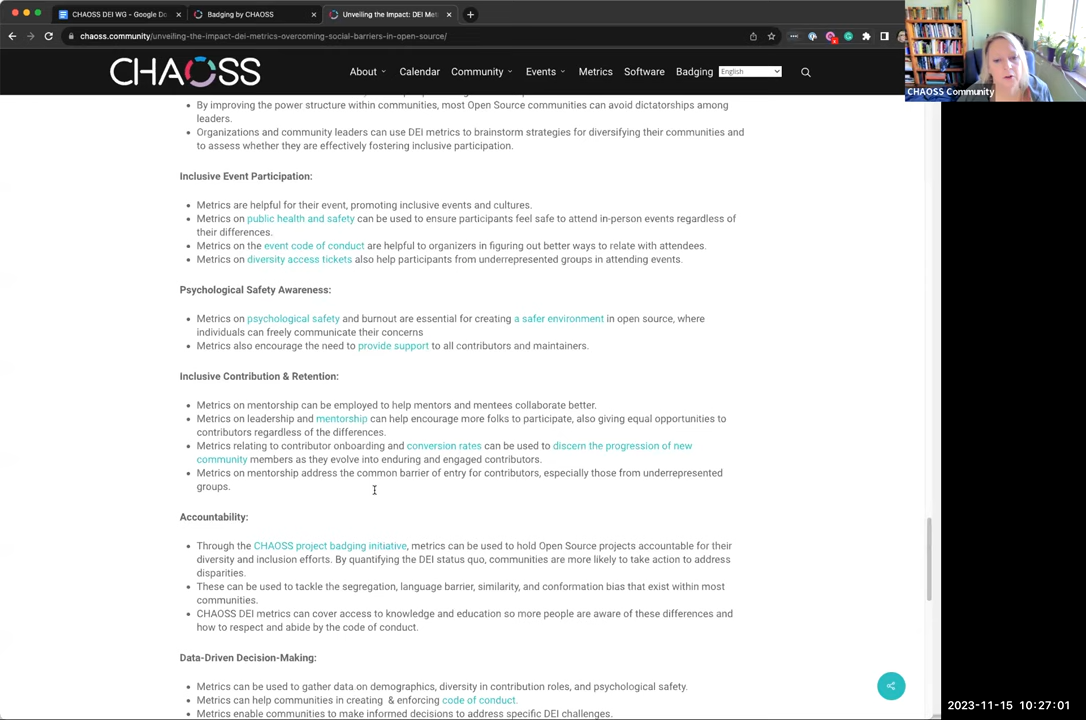 CHAOSS DEI WG - Google Do
Badging by CHAOSS
Unveiling the Impact: DEI Met
chaoss.community/unveiling-the-impact-dei-metrics-overcoming-social-barriers-in-open-source/
CHAOSS
About
Calendar
Community
Events
Metrics
Software
Badging
English
CHAOSS Community
By improving the power structure within communities, most Open Source communities can avoid dictatorships among
leaders.
Organizations and community leaders can use DEI metrics to brainstorm strategies for diversifying their communities and
to assess whether they are effectively fostering inclusive participation.
Inclusive Event Participation:
Metrics are helpful for their event, promoting inclusive events and cultures.
Metrics on public health and safety can be used to ensure participants feel safe to attend in-person events regardless of
their differences.
Metrics on the event code of conduct are helpful to organizers in figuring out better ways to relate with attendees.
Metrics on diversity access tickets also help participants from underrepresented groups in attending events.
Psychological Safety Awareness:
Metrics on psychological safety and burnout are essential for creating a safer environment in open source, where
individuals can freely communicate their concerns
Metrics also encourage the need to provide support to all contributors and maintainers.
Inclusive Contribution & Retention:
Metrics on mentorship can be employed to help mentors and mentees collaborate better.
Metrics on leadership and mentorship can help encourage more folks to participate, also giving equal opportunities to
contributors regardless of the differences.
Metrics relating to contributor onboarding and conversion rates can be used to discern the progression of new
community members as they evolve into enduring and engaged contributors.
Metrics on mentorship address the common barrier of entry for contributors, especially those from underrepresented
groups.
Accountability:
Through the CHAOSS project badging initiative, metrics can be used to hold Open Source projects accountable for their
diversity and inclusion efforts. By quantifying the DEI status quo, communities are more likely to take action to address
disparities.
These can be used to tackle the segregation, language barrier, similarity, and conformation bias that exist within most
communities.
CHAOSS DEI metrics can cover access to knowledge and education so more people are aware of these differences and
how to respect and abide by the code of conduct.
Data-Driven Decision-Making:
Metrics can be used to gather data on demographics, diversity in contribution roles, and psychological safety.
Metrics can help communities in creating & enforcing code of conduct.
Metrics enable communities to make informed decisions to address specific DEI challenges.
2023-11-15 10:27:01